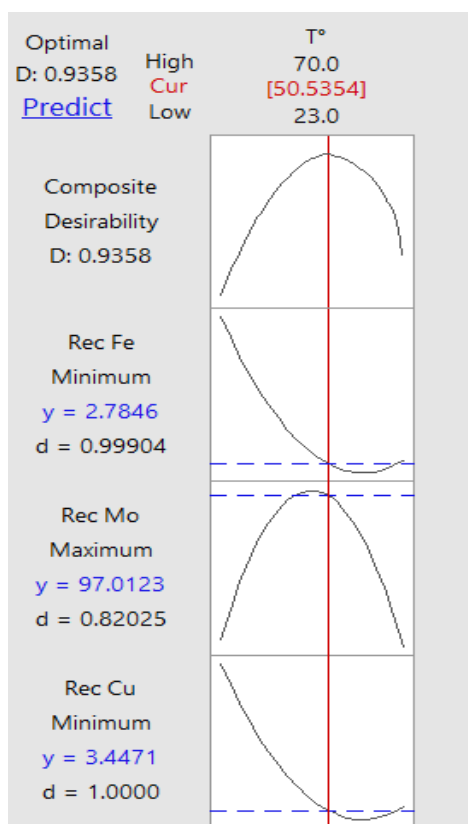 Optimal
D: 0.9358
Predict
High
Cur
Low
T°
70.0
[50.5354]
23.0
Composite
Desirability
D: 0.9358
Rec Fe
Minimum
y = 2.7846
d = 0.99904
Rec Mo
Maximum
y = 97.0123
d = 0.82025
Rec Cu
Minimum
y = 3.4471
d = 1.0000